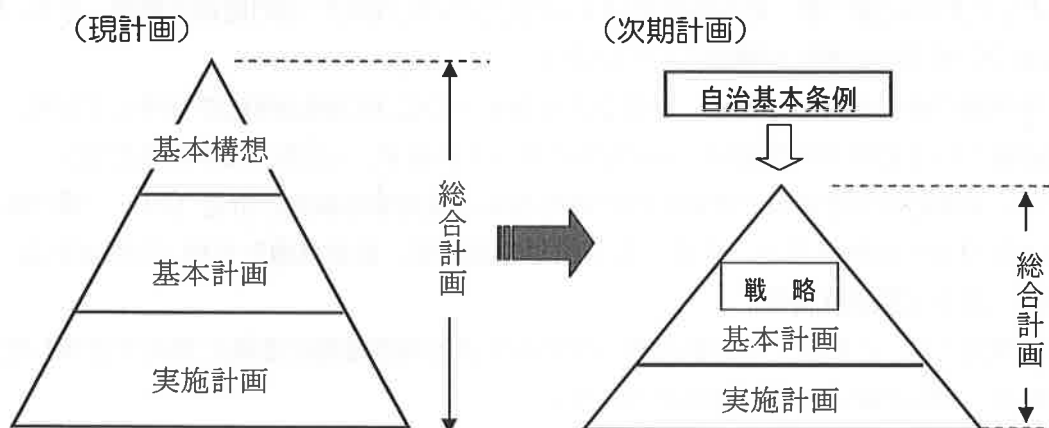 （現計画）
基本構想
基本計画
実施計画
総合計画
（次期計画）
自治基本条例
戦　略
基本計画
実施計画
総合計画